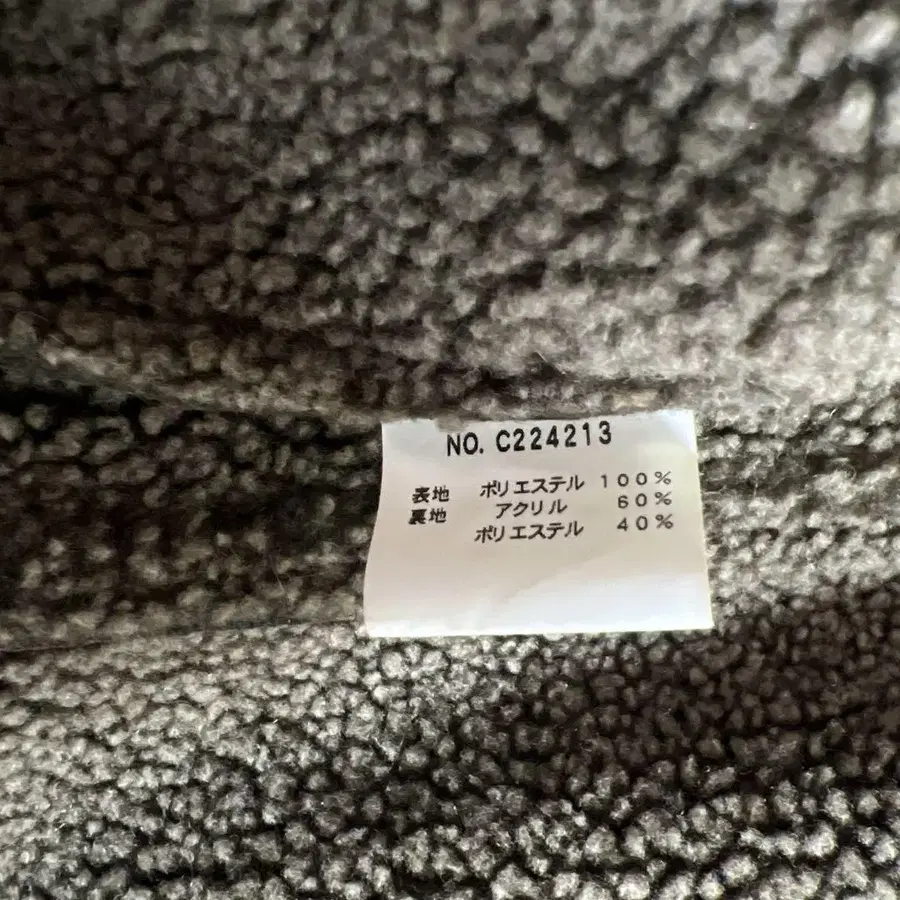 NO. C224213
表地 ポリエステル 100%
裏地 アクリル 60%
ポリエステル 40%